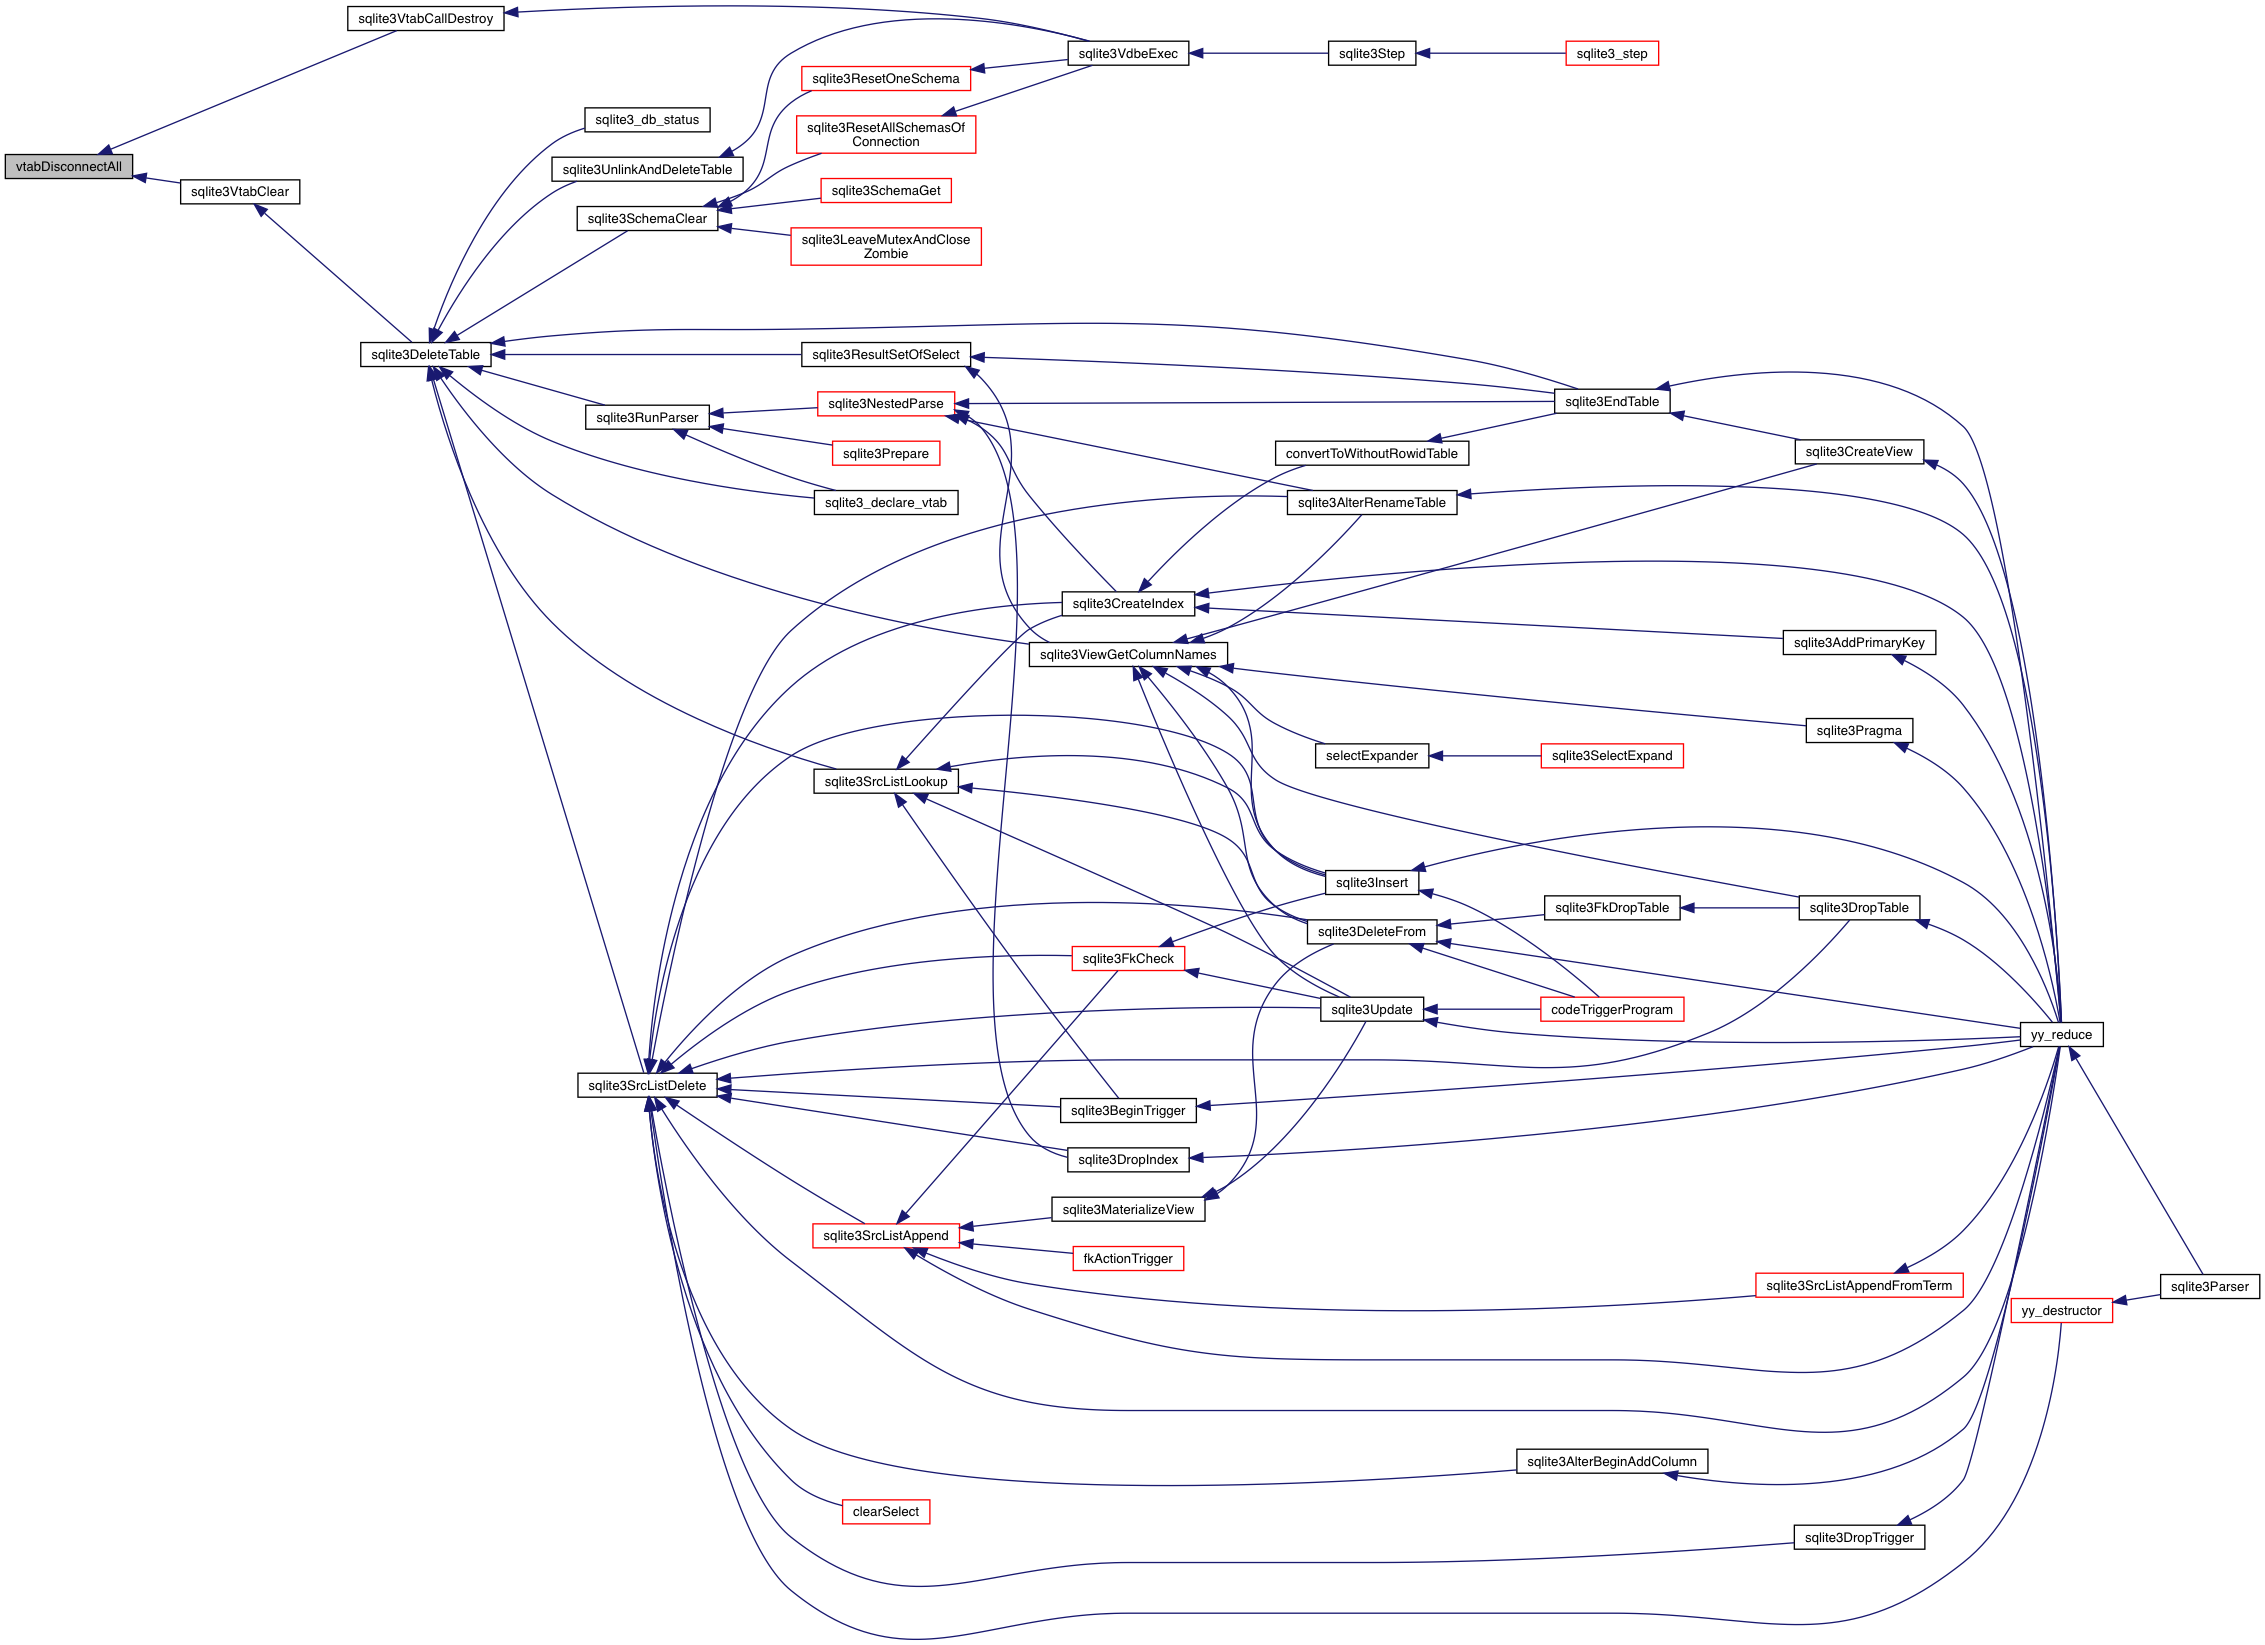 sqlite3VtabCallDestroy
sqlite3VdbeExec
sqlite3Step
sqlite3_step
sqlite3ResetOneSchema
sqlite3_db_status
sqlite3ResetAllSchemasOf
Connection
vtabDisconnectAll
sqlite3UnlinkAndDeleteTable
sqlite3VtabClear
sqlite3SchemaGet
sqlite3SchemaClear
sqlite3LeaveMutexAndClose
Zombie
sqlite3DeleteTable
sqlite3ResultSetOfSelect
sqlite3NestedParse
sqlite3EndTable
sqlite3RunParser
sqlite3Prepare
convertToWithoutRowidTable
sqlite3CreateView
sqlite3_declare_vtab
sqlite3AlterRenameTable
sqlite3CreateIndex
sqlite3AddPrimaryKey
sqlite3ViewGetColumnNames
sqlite3Pragma
selectExpander
sqlite3SelectExpand
sqlite3SrcListLookup
sqlite3Insert
sqlite3FkDropTable
sqlite3DropTable
sqlite3DeleteFrom
sqlite3FkCheck
sqlite3Update
codeTriggerProgram
yy_reduce
sqlite3SrcListDelete
sqlite3BeginTrigger
sqlite3DropIndex
sqlite3MaterializeView
sqlite3SrcListAppend
fkActionTrigger
sqlite3SrcListAppendFromTerm
sqlite3Parser
yy_destructor
sqlite3AlterBeginAddColumn
clearSelect
sqlite3DropTrigger